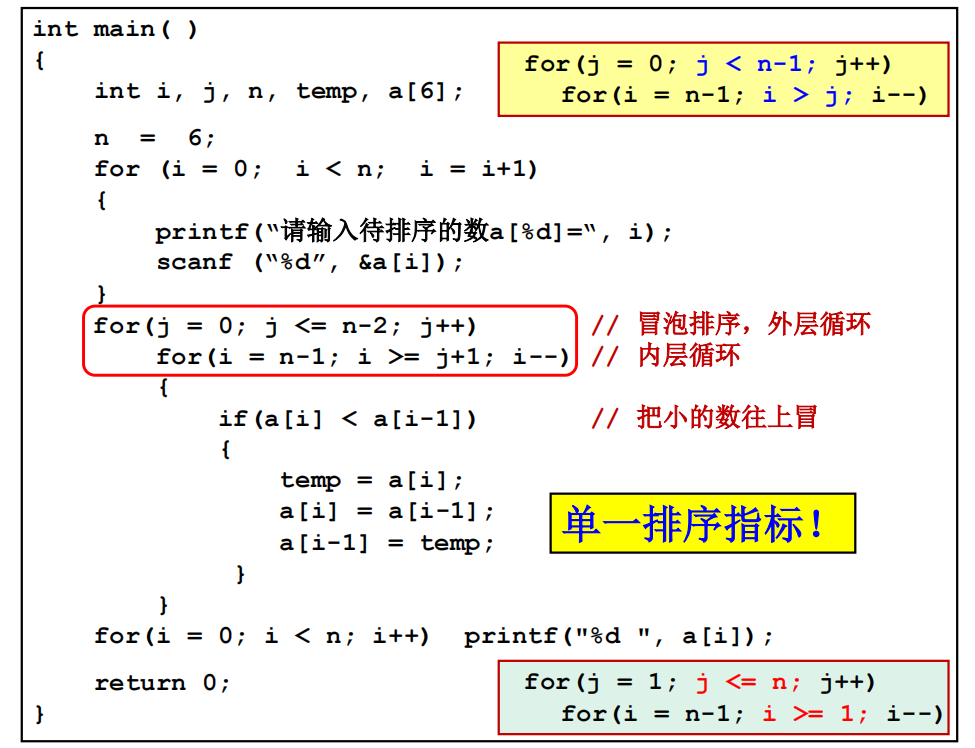 int main( )
{
for(j = 0; j < n-1; j++)
for(i = n-1; i > j; i--)
int i, j, n, temp, a[6];
n = 6;
for (i = 0; i < n; i = i+1)
{
printf(“请输入待排序的数a[%d]=“, i);
scanf (“%d”, &a[i]);
}
for(j = 0; j <= n-2; j++) // 冒泡排序，外层循环
for(i = n-1; i >= j+1; i--) // 内层循环
{
if(a[i] < a[i-1]) // 把小的数往上冒
{
temp = a[i];
a[i] = a[i-1];
a[i-1] = temp;
}
单一排序指标！
}
for(i = 0; i < n; i++) printf("%d ", a[i]);
return 0;
}
for(j = 1; j <= n; j++)
for(i = n-1; i >= 1; i--)